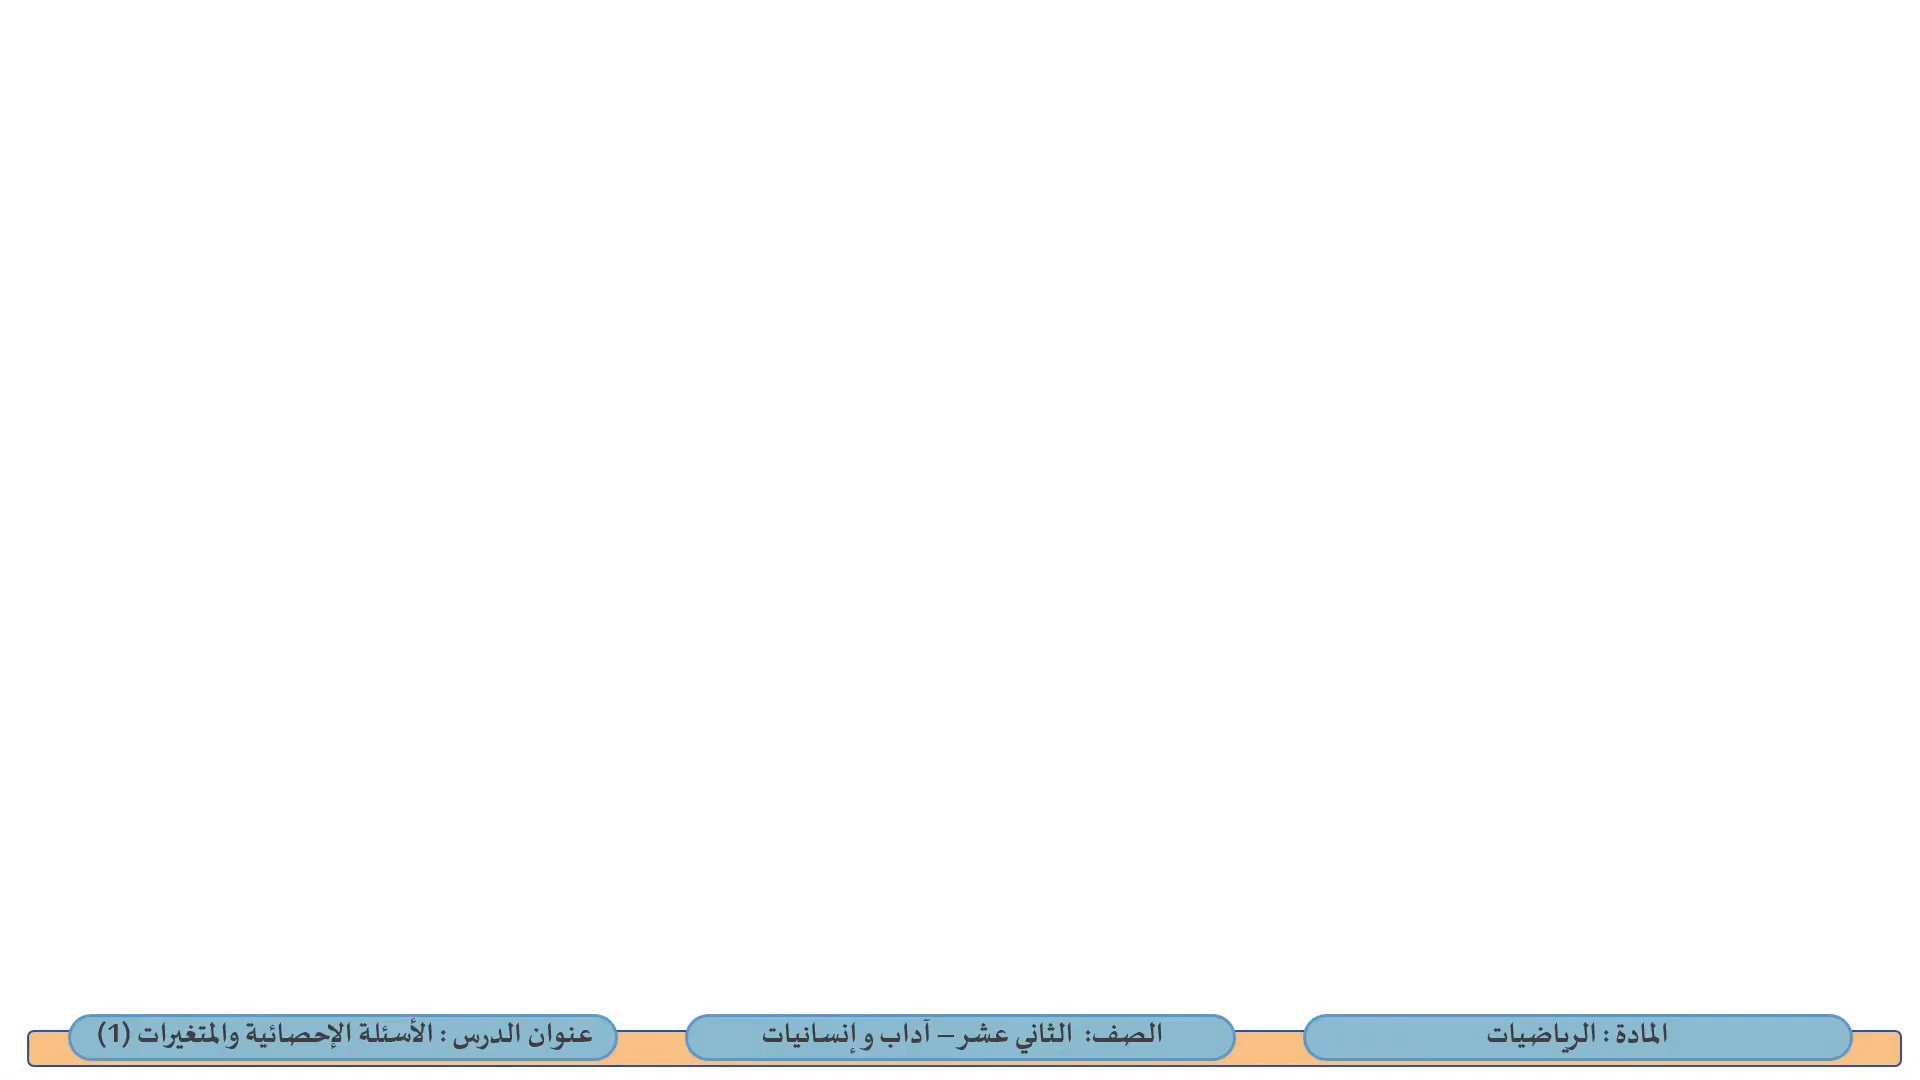 المادة : الرياضيات
الصف: الثاني عشر – آداب و إنسانيات
عنوان الدرس : الأسئلة الإحصائية والمتغيرات (1)